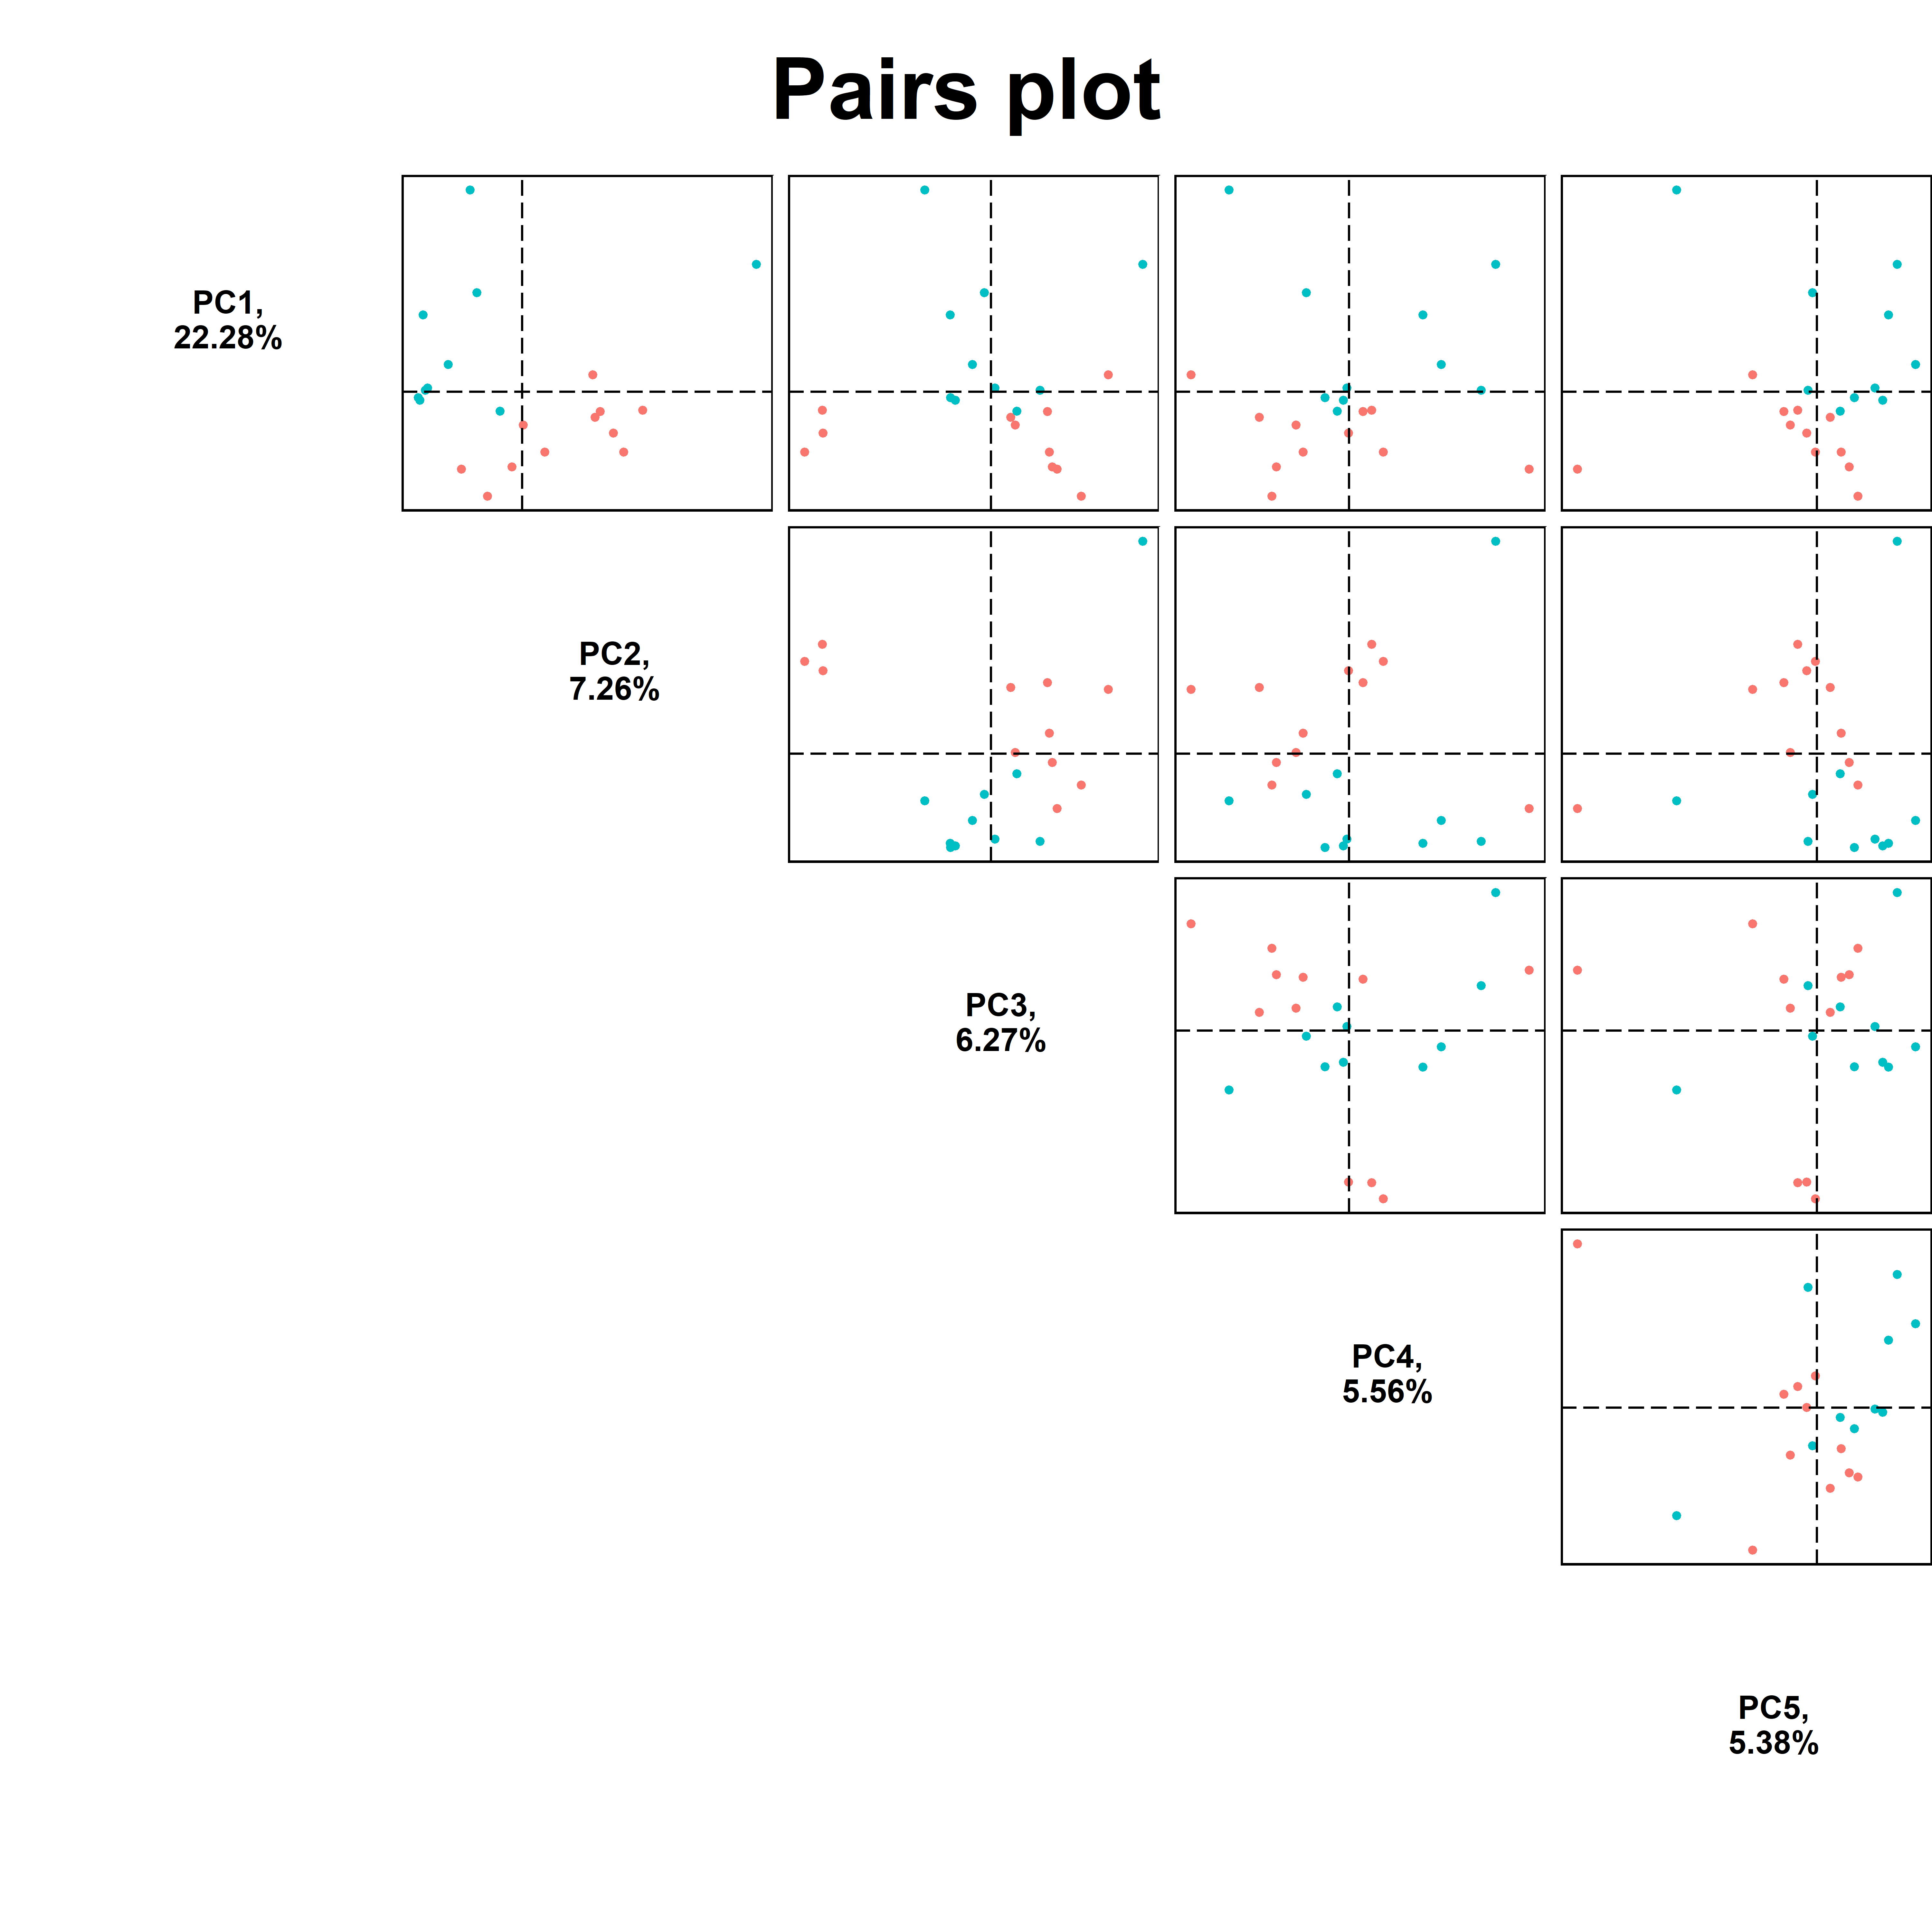 Pairs plot
PC1,
22.28%
PC2,
7.26%
PC3,
6.27%
PC4,
5.56%
PC5,
5.38%